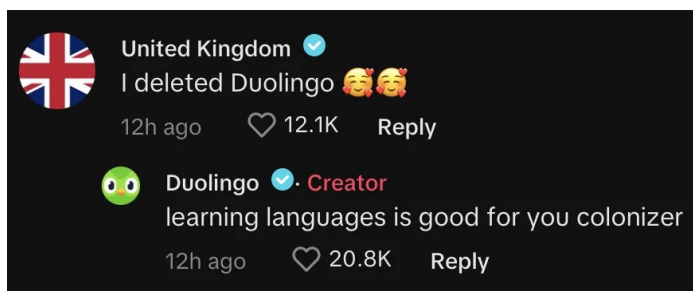 United Kingdom
I deleted Duolingo 🥰🥰
12h ago 12.1K Reply
Duolingo · Creator
learning languages is good for you colonizer
12h ago 20.8K Reply